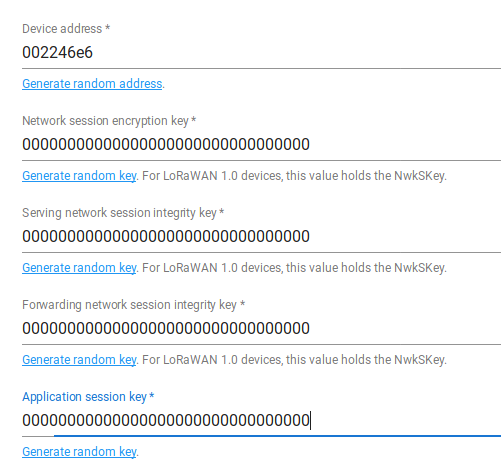 Device address *
002246e6
Generate random address.
Network session encryption key *
00000000000000000000000000000000
Generate random key. For LoRaWAN 1.0 devices, this value holds the NwkSKey.
Serving network session integrity key *
00000000000000000000000000000000
Generate random key. For LoRaWAN 1.0 devices, this value holds the NwkSKey.
Forwarding network session integrity key *
00000000000000000000000000000000
Generate random key. For LoRaWAN 1.0 devices, this value holds the NwkSKey.
Application session key *
00000000000000000000000000000000
Generate random key.